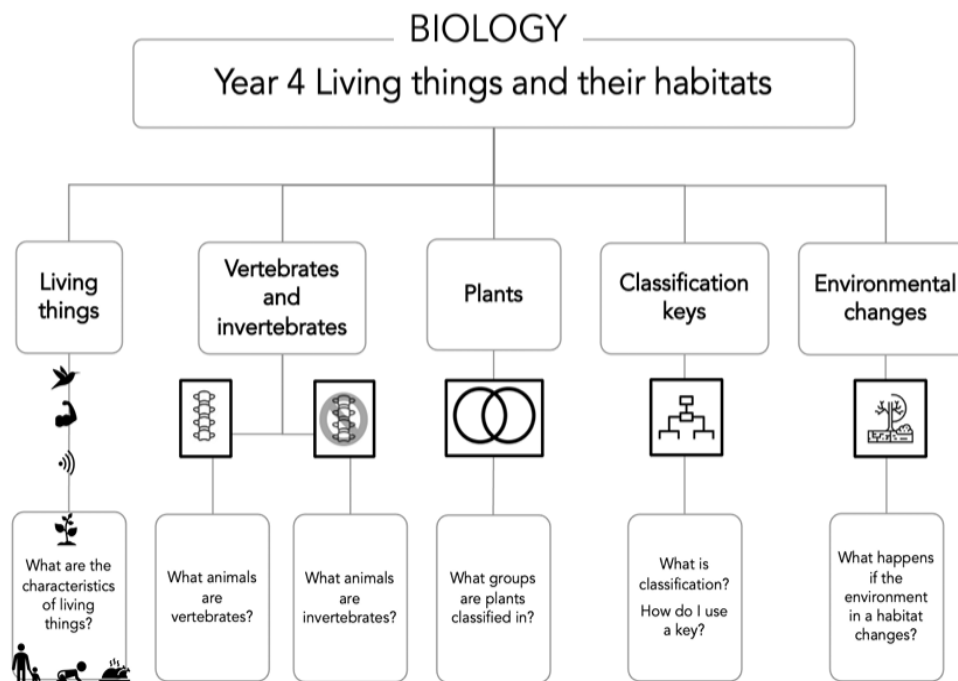 BIOLOGY
Year 4 Living things and their habitats
Living
things
Vertebrates
and
invertebrates
Plants
Classification
keys
Environmental
changes
What are the
characteristics
of living
things?
What animals
are
vertebrates?
What animals
are
invertebrates?
What groups
are plants
classified in?
What is
classification?
How do I use
a key?
What happens
if the
environment
in a habitat
changes?